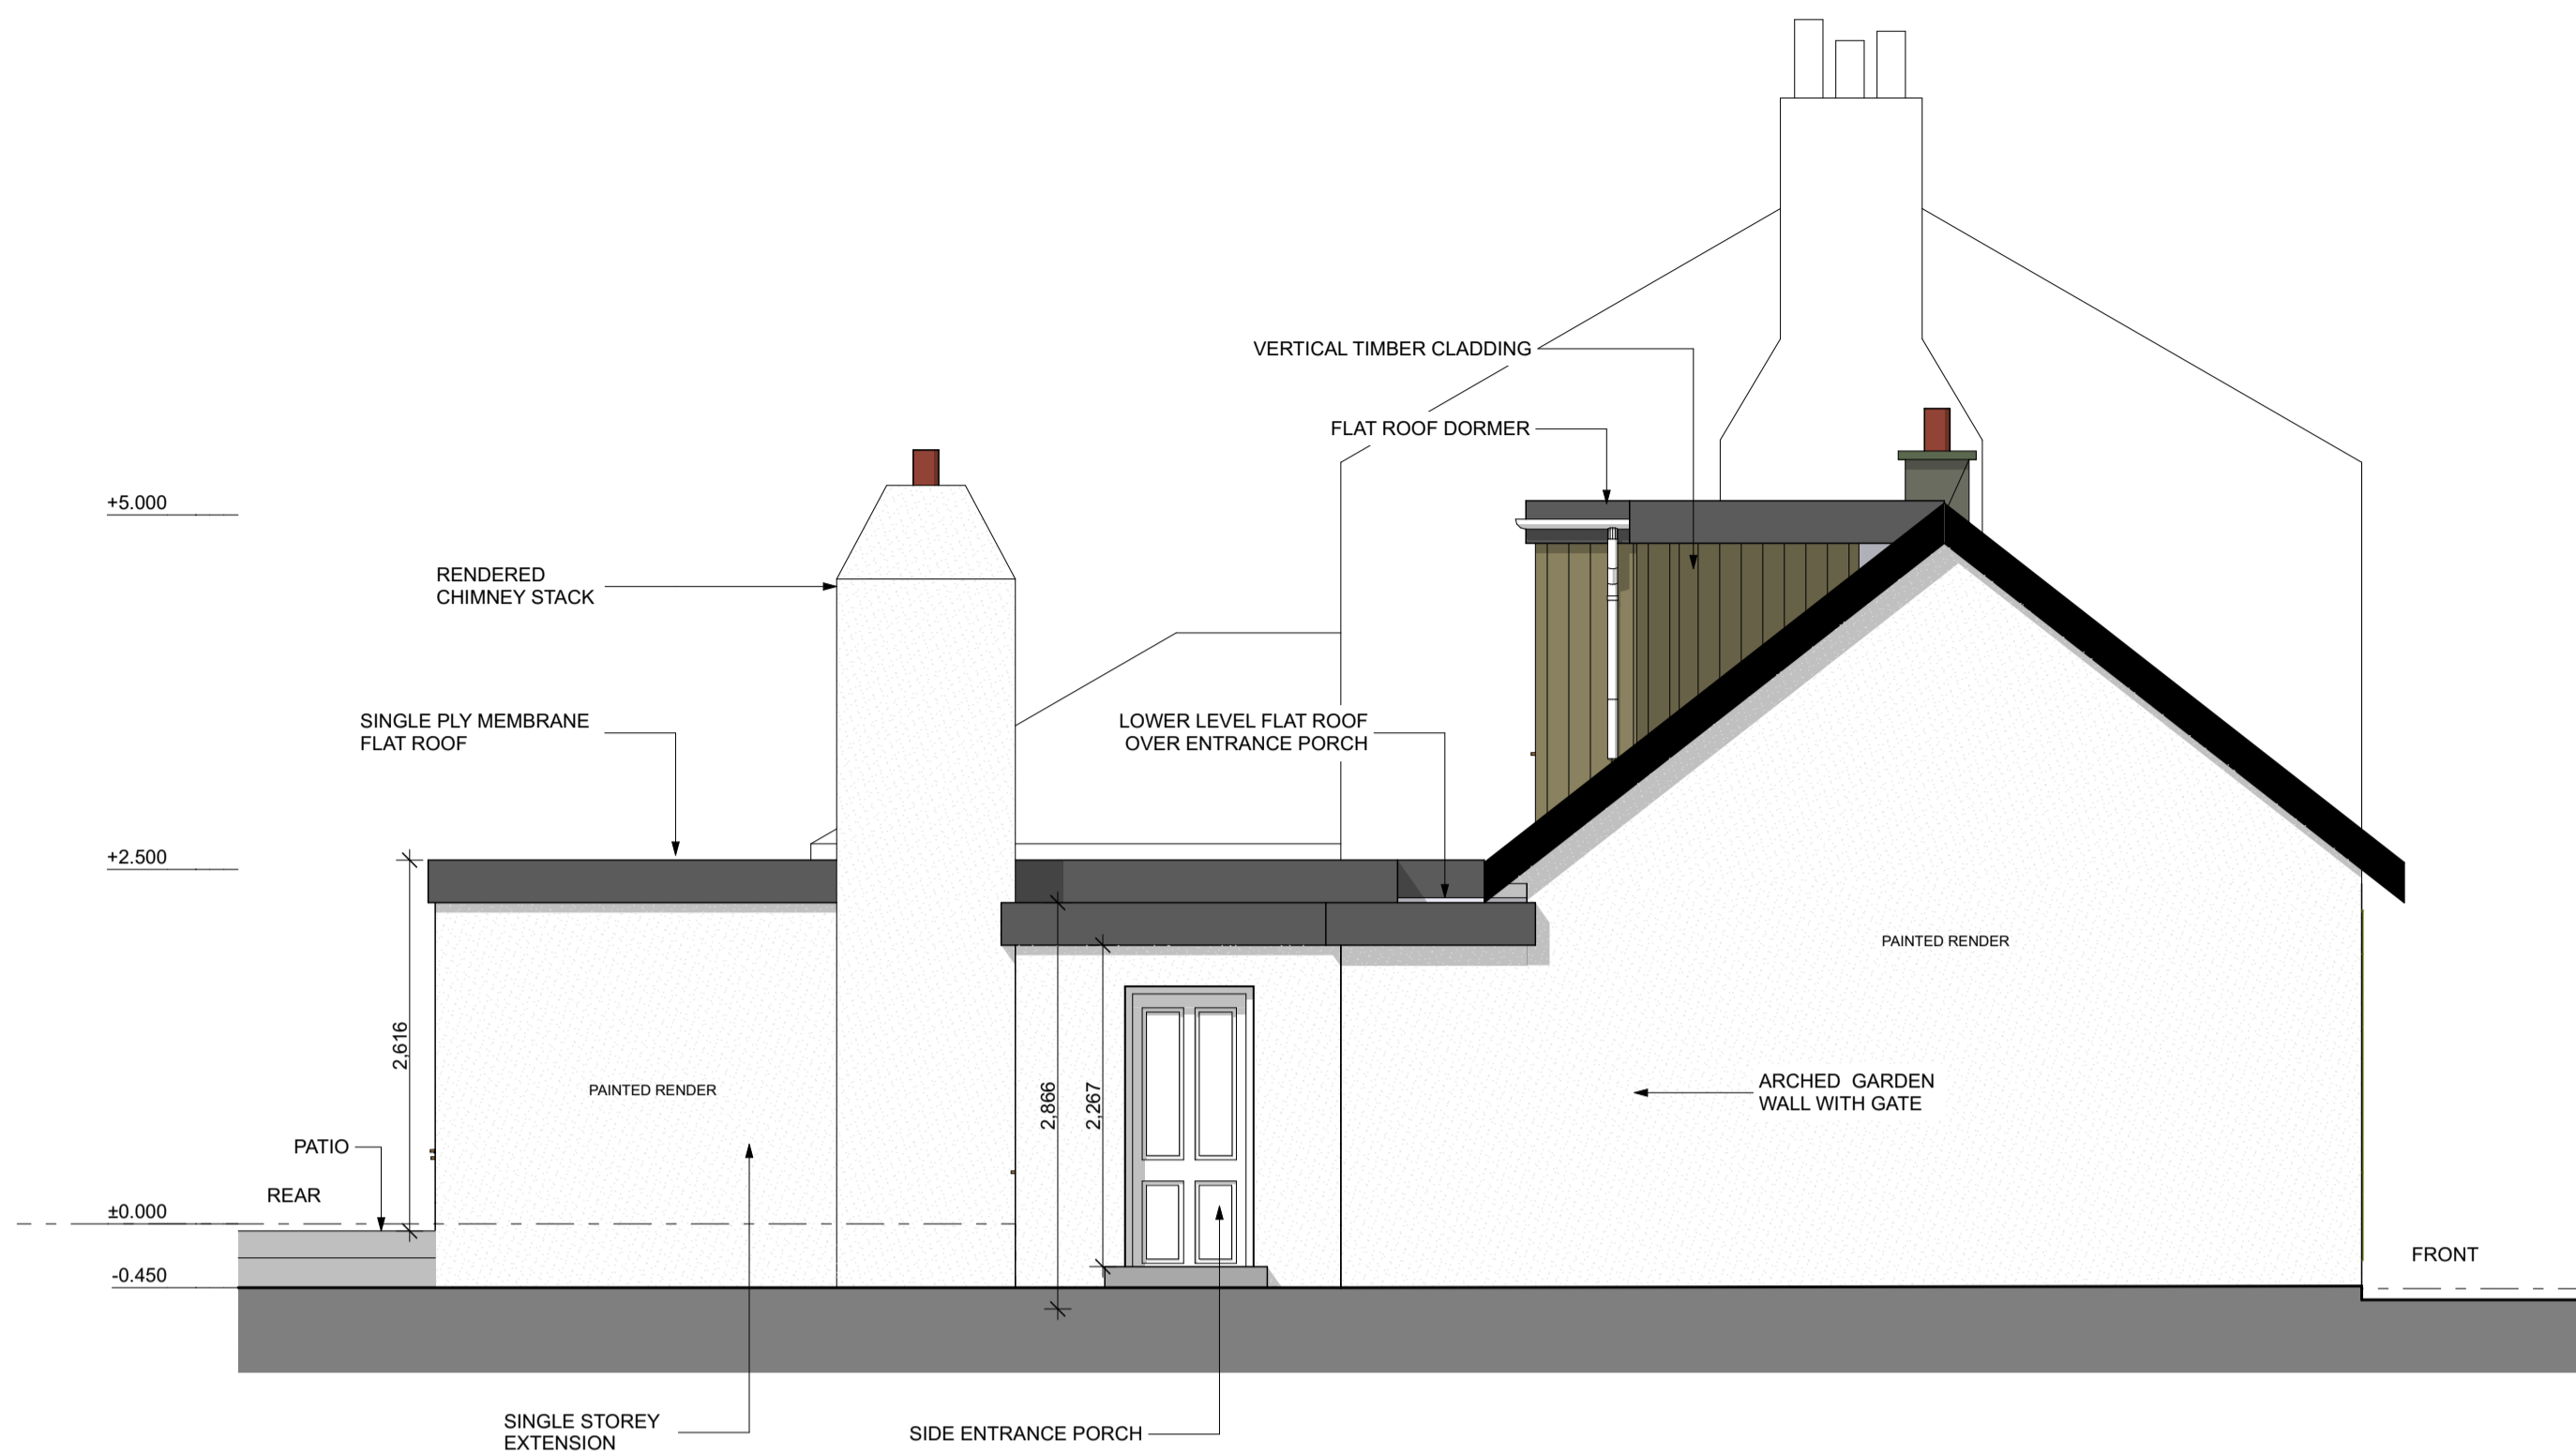 VERTICAL TIMBER CLADDING
FLAT ROOF DORMER
+5.000
RENDERED
CHIMNEY STACK
SINGLE PLY MEMBRANE
FLAT ROOF
LOWER LEVEL FLAT ROOF
OVER ENTRANCE PORCH
+2.500
PAINTED RENDER
2,616
2,866
2,267
PAINTED RENDER
ARCHED GARDEN
WALL WITH GATE
PATIO
REAR
±0.000
FRONT
-0.450
SINGLE STOREY
EXTENSION
SIDE ENTRANCE PORCH